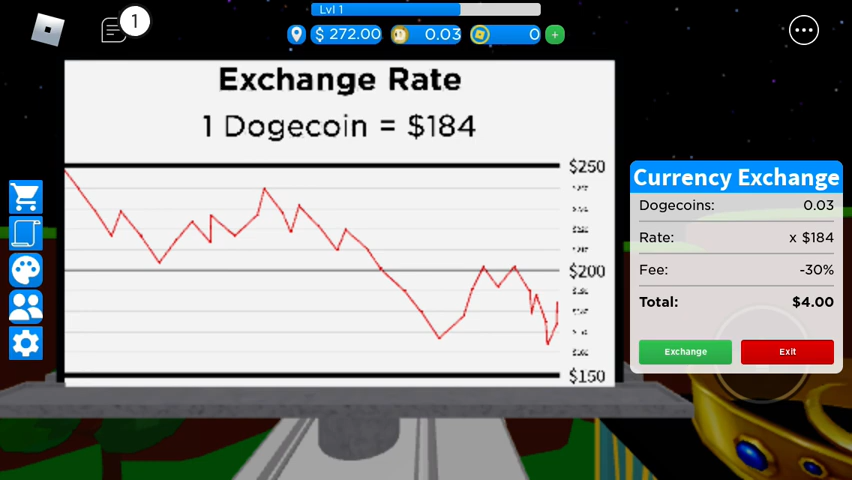 Lvl 1
1
$ 272.00
0.03
0
+
Exchange Rate
1 Dogecoin = $184
$250
$200
$150
Currency Exchange
Dogecoins: 0.03
Rate: x $184
Fee: -30%
Total: $4.00
Exchange
Exit